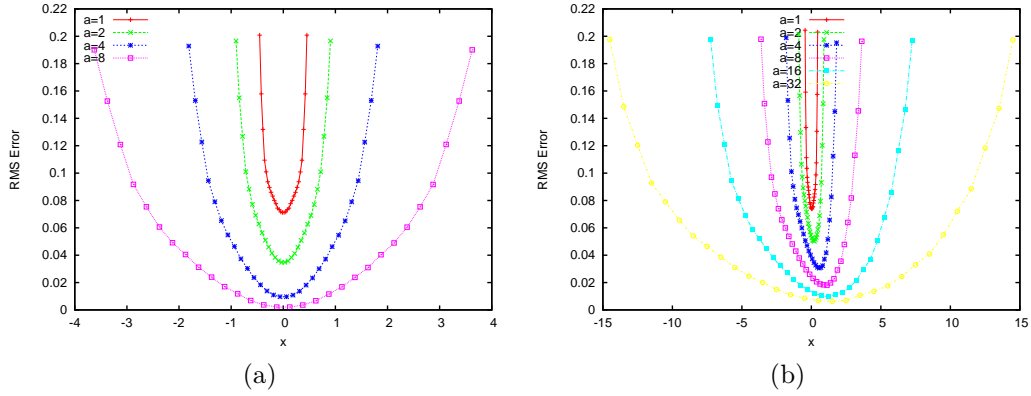 0.22
0.2
0.18
0.16
0.14
0.12
0.1
0.08
0.06
0.04
0.02
0
RMS Error
a=1
a=2
a=4
a=8
-4 -3 -2 -1 0 1 2 3 4
x
(a)
0.22
0.2
0.18
0.16
0.14
0.12
0.1
0.08
0.06
0.04
0.02
0
RMS Error
a=1
a=2
a=4
a=8
a=16
a=32
-15 -10 -5 0 5 10 15
x
(b)